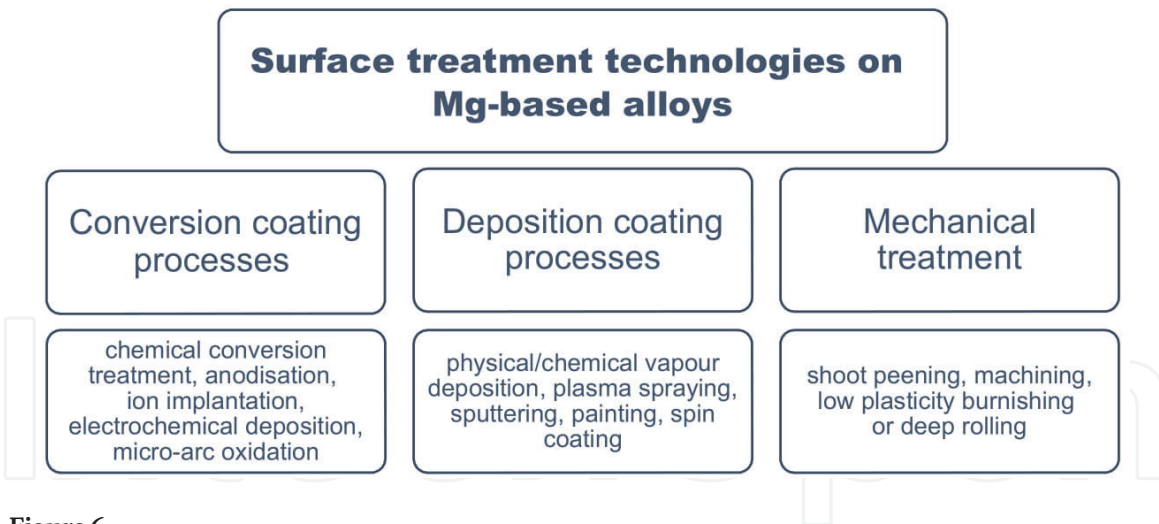 Surface treatment technologies on
Mg-based alloys
Conversion coating
processes
Deposition coating
processes
Mechanical
treatment
chemical conversion
treatment, anodisation,
ion implantation,
electrochemical deposition,
micro-arc oxidation
physical/chemical vapour
deposition, plasma spraying,
sputtering, painting, spin
coating
shoot peening, machining,
low plasticity burnishing
or deep rolling